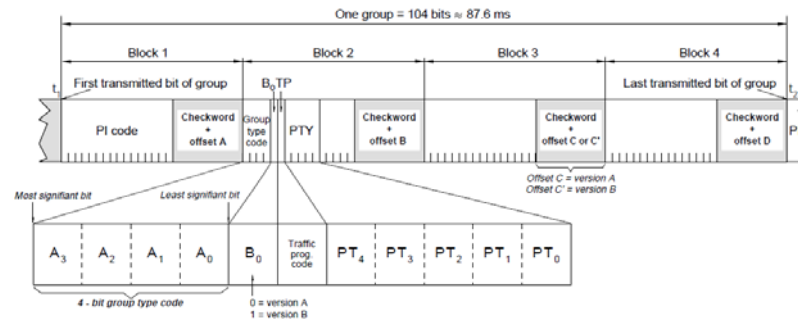 One group = 104 bits ≈ 87.6 ms
Block 1
Block 2
Block 3
Block 4
t1
First transmitted bit of group
B0TP
Last transmitted bit of group
t2
PI code
Checkword
+
offset A
Group
type
code
PTY
Checkword
+
offset B
Checkword
+
offset C or C'
Checkword
+
offset D
P
Offset C = version A
Offset C' = version B
Most signifiant bit
Least signifiant bit
A3
A2
A1
A0
B0
Traffic
prog.
code
PT4
PT3
PT2
PT1
PT0
4 - bit group type code
0 = version A
1 = version B